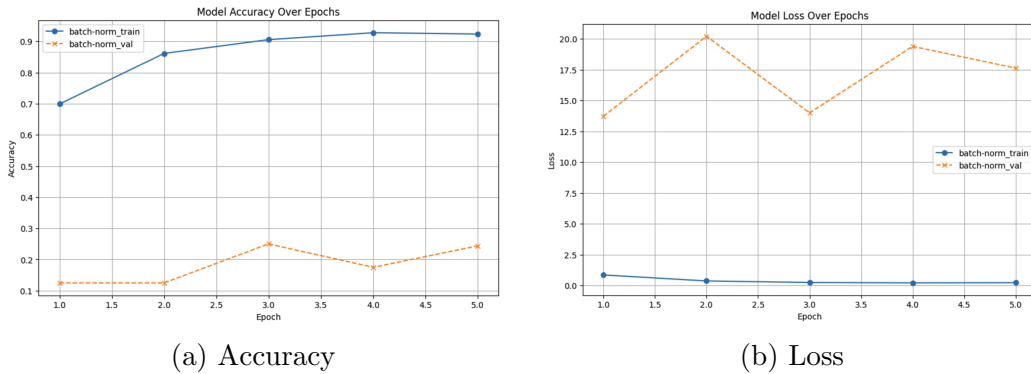 Model Accuracy Over Epochs
batch-norm_train
batch-norm_val
0.9
0.8
0.7
0.6
0.5
0.4
0.3
0.2
0.1
Accuracy
1.0 1.5 2.0 2.5 3.0 3.5 4.0 4.5 5.0
Epoch
(a) Accuracy
Model Loss Over Epochs
20.0
17.5
15.0
12.5
10.0
7.5
5.0
2.5
0.0
Loss
batch-norm_train
batch-norm_val
1.0 1.5 2.0 2.5 3.0 3.5 4.0 4.5 5.0
Epoch
(b) Loss